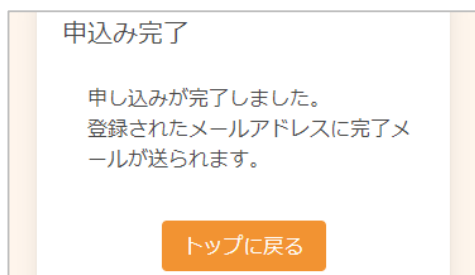 申込み完了
申し込みが完了しました。
登録されたメールアドレスに完了メ
ールが送られます。
トップに戻る